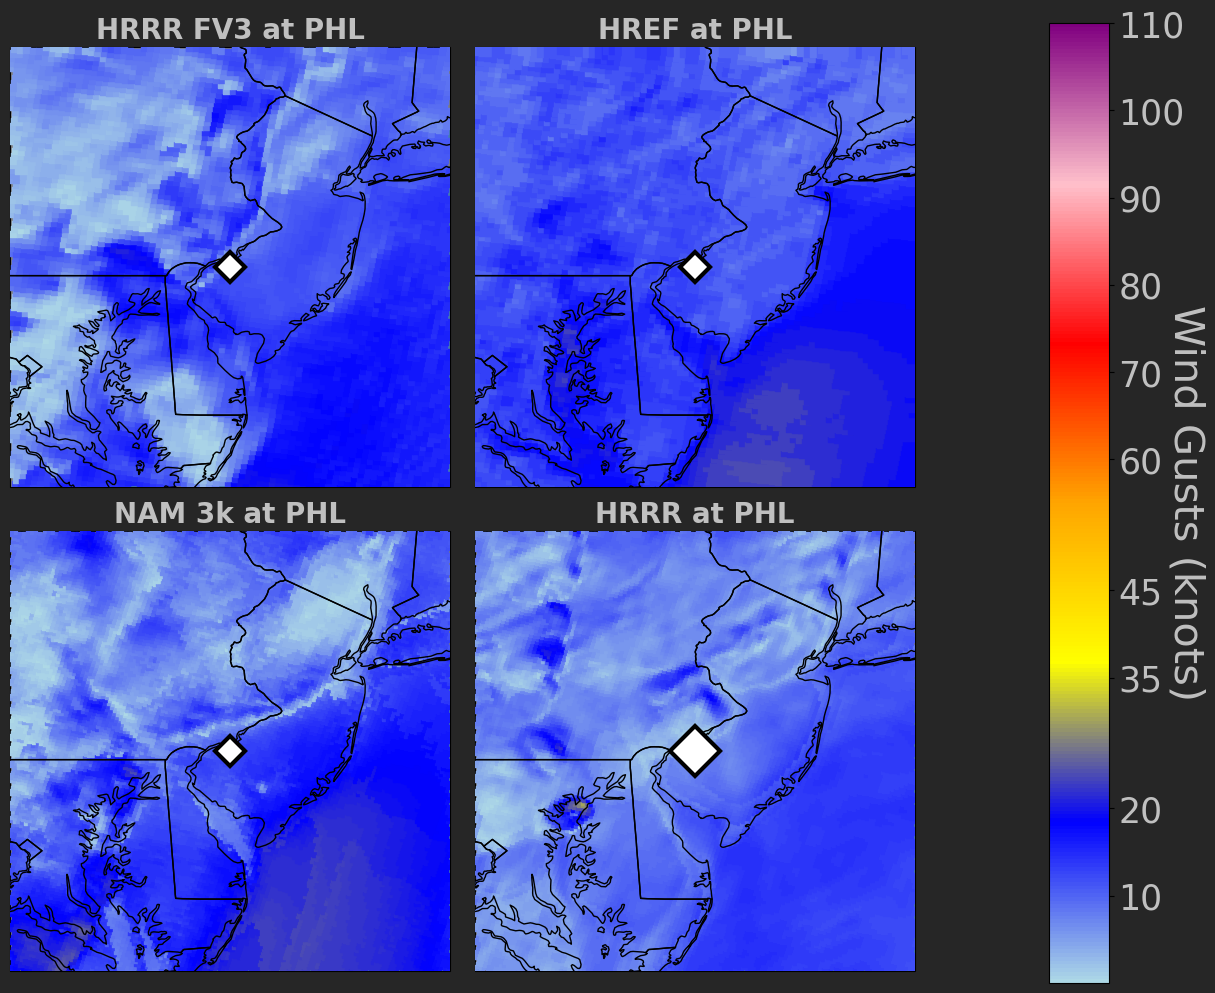 HRRR FV3 at PHL
HREF at PHL
NAM 3k at PHL
HRRR at PHL
110
100
90
80
70
60
45
35
20
10
Wind Gusts (knots)